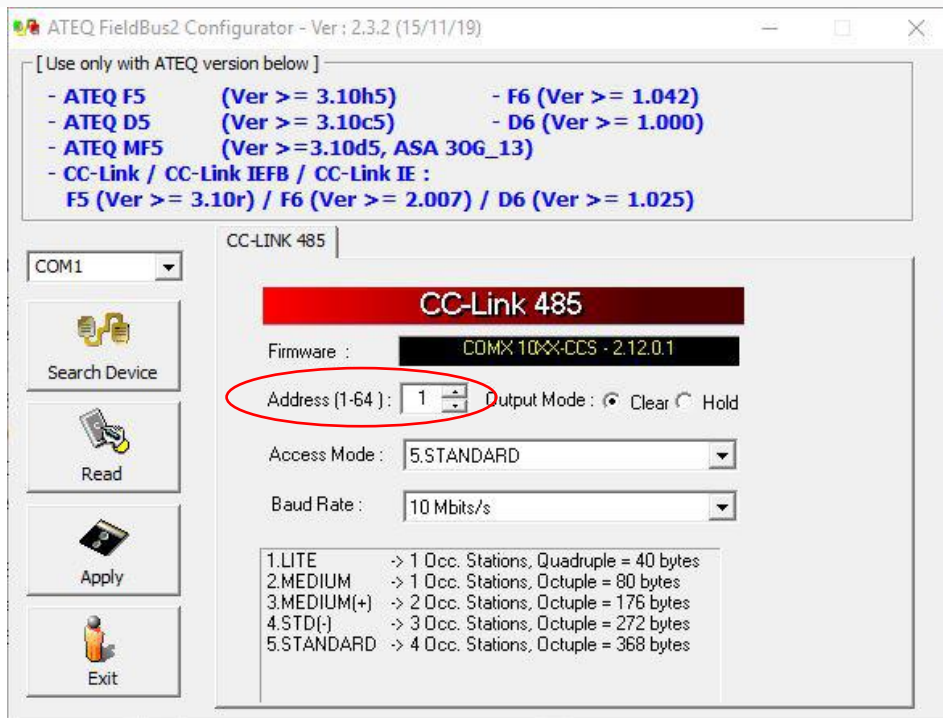 ATEQ FieldBus2 Configurator - Ver : 2.3.2 (15/11/19)
[ Use only with ATEQ version below ]
- ATEQ F5 (Ver >= 3.10h5) - F6 (Ver >= 1.042)
- ATEQ D5 (Ver >= 3.10c5) - D6 (Ver >= 1.000)
- ATEQ MF5 (Ver >=3.10d5, ASA 3OG_13)
- CC-Link / CC-Link IEFB / CC-Link IE :
F5 (Ver >= 3.10r) / F6 (Ver >= 2.007) / D6 (Ver >= 1.025)
COM1
Search Device
Read
Apply
Exit
CC-LINK 485
CC-Link 485
Firmware : COMX 10XX-CCS - 2.12.0.1
Address (1-64 ) : 1 Output Mode : Clear Hold
Access Mode : 5.STANDARD
Baud Rate : 10 Mbits/s
1.LITE -> 1 Occ. Stations, Quadruple = 40 bytes
2.MEDIUM -> 1 Occ. Stations, Octuple = 80 bytes
3.MEDIUM(+) -> 2 Occ. Stations, Octuple = 176 bytes
4.STD(-) -> 3 Occ. Stations, Octuple = 272 bytes
5.STANDARD -> 4 Occ. Stations, Octuple = 368 bytes